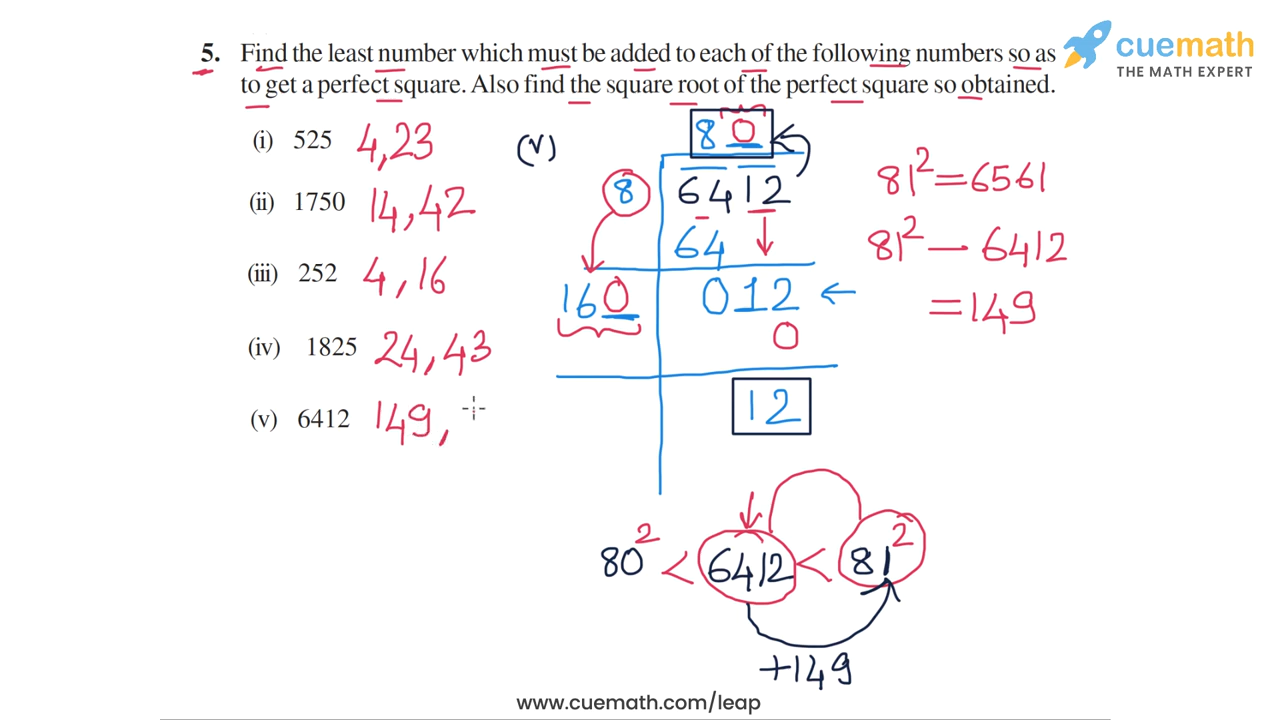 5. Find the least number which must be added to each of the following numbers so as
to get a perfect square. Also find the square root of the perfect square so obtained.
cuemath
THE MATH EXPERT
(i) 525 4,23
(ii) 1750 14,42
(iii) 252 4,16
(iv) 1825 24,43
(v) 6412 149,
(V)
80
8 6412
64
160 012 ←
0
12
81² = 6561
81² — 6412
= 149
80² < 6412 < 81²
+149
www.cuemath.com/leap